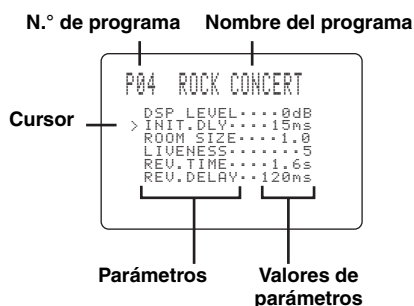 N.° de programa
Nombre del programa
P04 ROCK CONCERT
Cursor
DSP LEVEL····0dB
> INIT.DLY····15ms
ROOM SIZE····1.0
LIVENESS······5
REV.TIME····1.6s
REV.DELAY··120ms
Parámetros
Valores de
parámetros